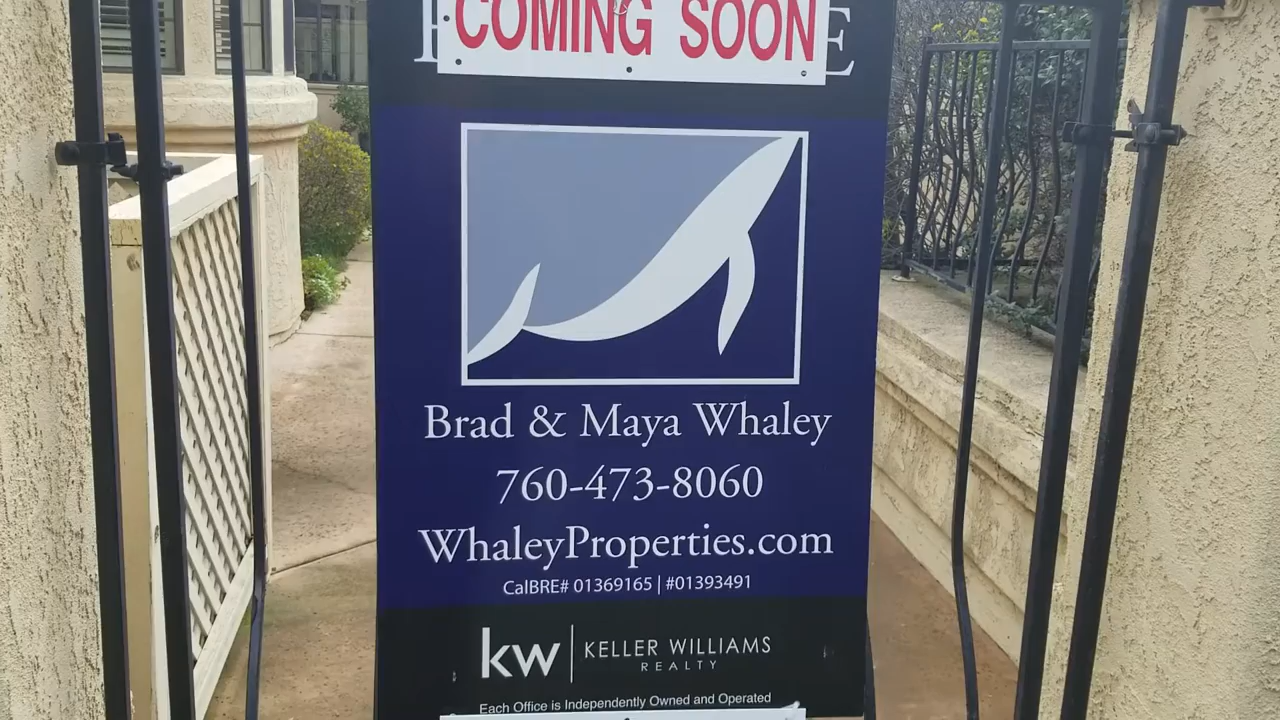 COMING SOON
Brad & Maya Whaley
760-473-8060
WhaleyProperties.com
CalBRE# 01369165 | #01393491
kw KELLER WILLIAMS
REALTY
Each Office is Independently Owned and Operated